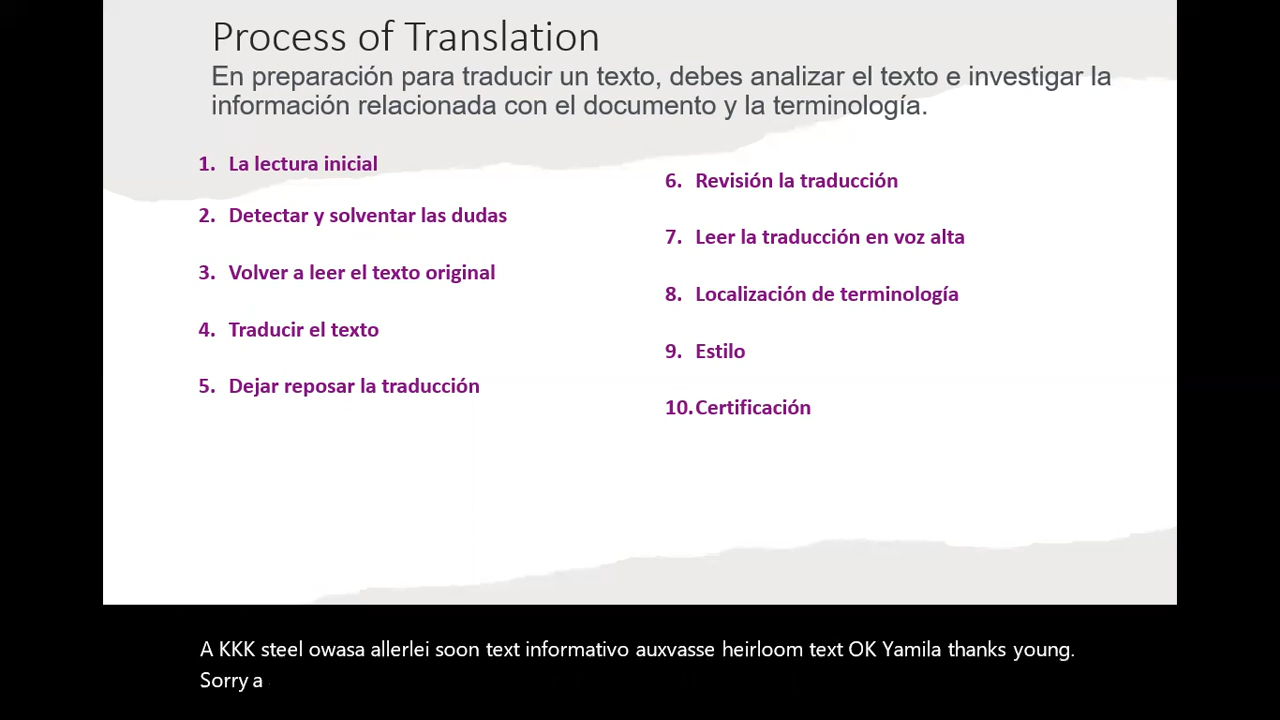 Process of Translation
En preparación para traducir un texto, debes analizar el texto e investigar la
información relacionada con el documento y la terminología.
1. La lectura inicial
2. Detectar y solventar las dudas
3. Volver a leer el texto original
4. Traducir el texto
5. Dejar reposar la traducción
6. Revisión la traducción
7. Leer la traducción en voz alta
8. Localización de terminología
9. Estilo
10. Certificación
A KKK steel owasa allerlei soon text informativo auxvasse heirloom text OK Yamila thanks young.
Sorry a